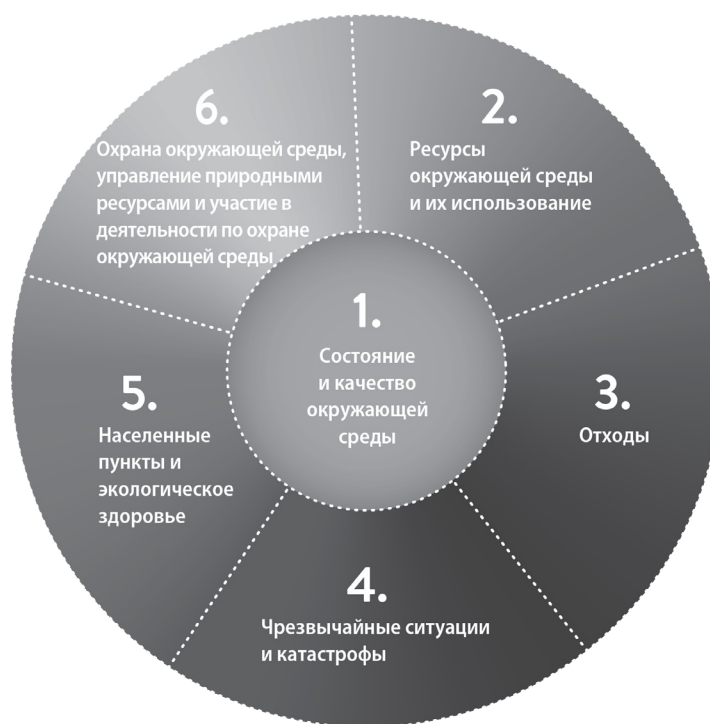 1.
Состояние
и качество
окружающей
среды
2.
Ресурсы
окружающей среды
и их использование
3.
Отходы
4.
Чрезвычайные ситуации
и катастрофы
5.
Населенные
пункты и
экологическое
здоровье
6.
Охрана окружающей среды,
управление природными
ресурсами и участие в
деятельности по охране
окружающей среды